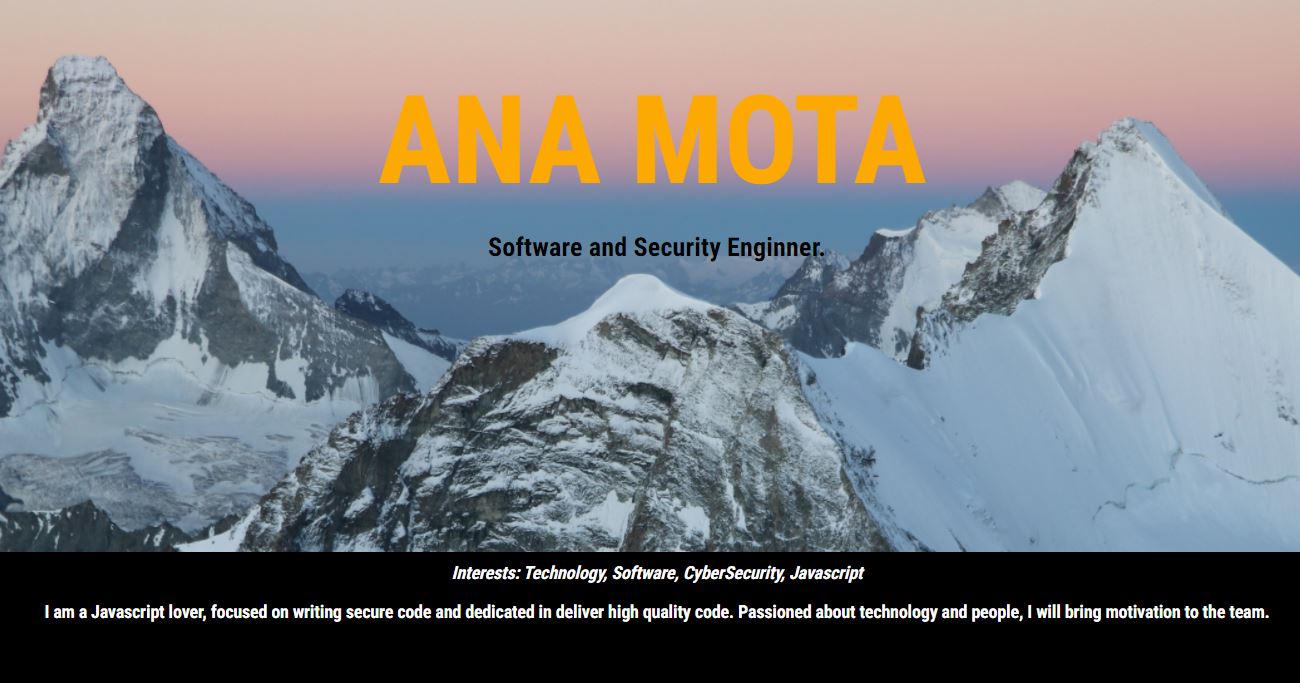 ANA MOTA
Software and Security Enginner.
Interests: Technology, Software, CyberSecurity, Javascript
I am a Javascript lover, focused on writing secure code and dedicated in deliver high quality code. Passioned about technology and people, I will bring motivation to the team.